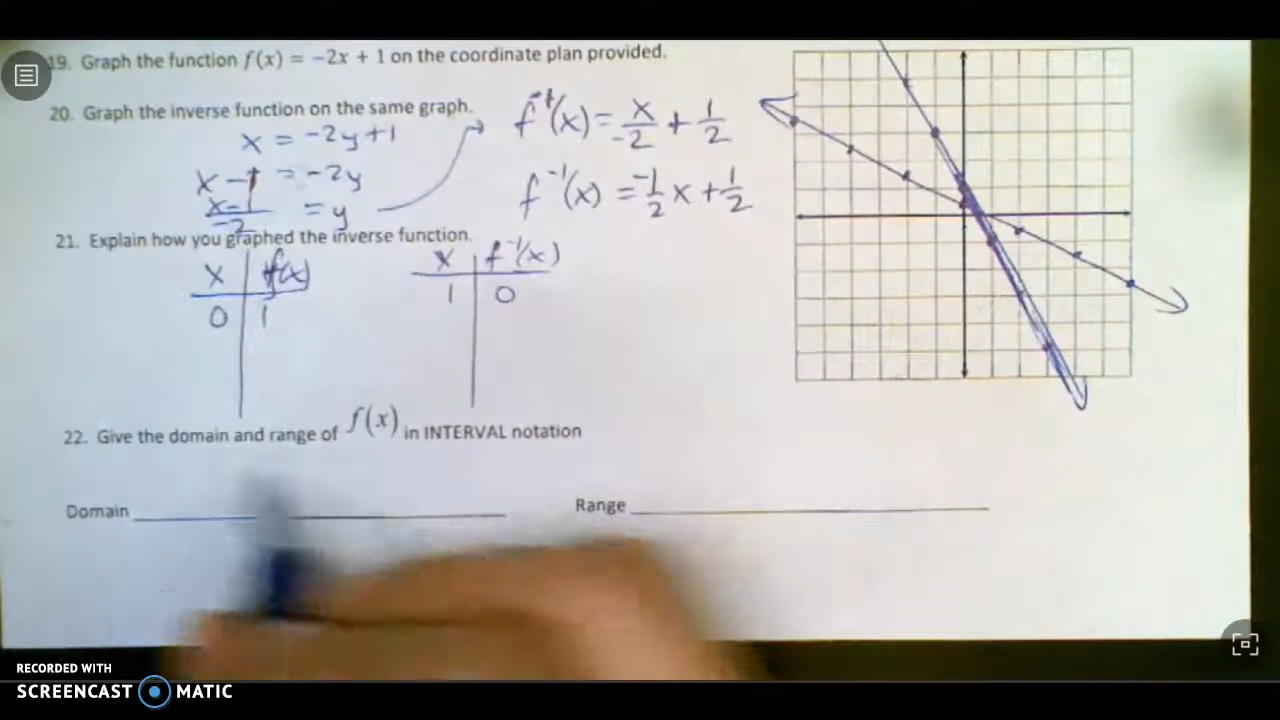 19. Graph the function f(x) = −2x + 1 on the coordinate plan provided.
20. Graph the inverse function on the same graph.
x = -2y+1
x - 1 = -2y
x-1/-2 = y
f⁻¹(x) = x/-2 + 1/2
f⁻¹(x) = -1/2 x + 1/2
21. Explain how you graphed the inverse function.
x f(x)
0 1
x f⁻¹(x)
1 0
22. Give the domain and range of f(x) in INTERVAL notation
Domain Range
RECORDED WITH
SCREENCAST MATIC